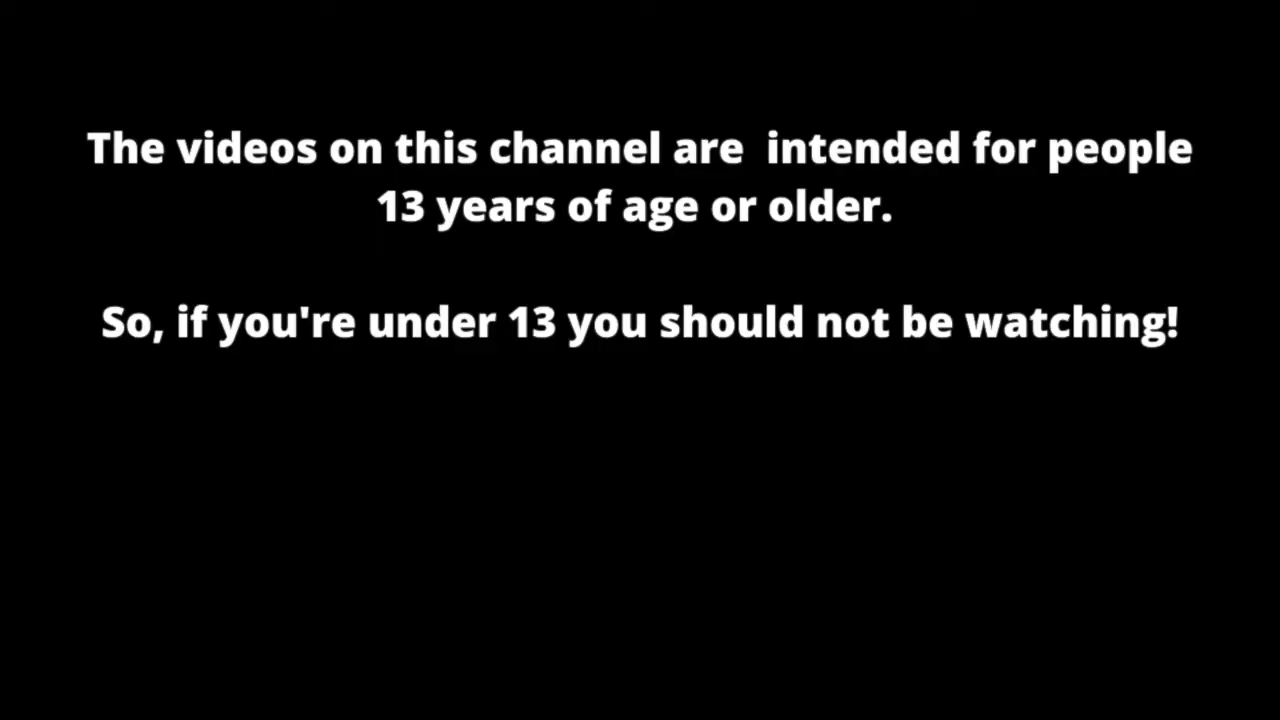 The videos on this channel are  intended for people
13 years of age or older.
So, if you're under 13 you should not be watching!